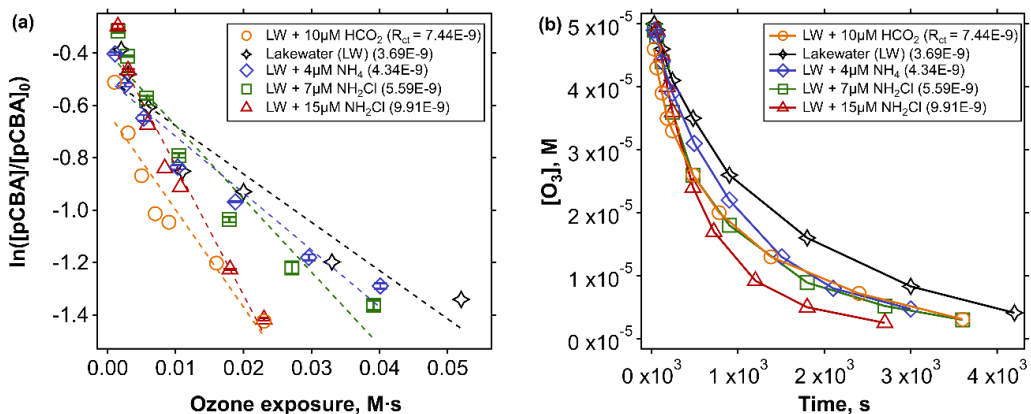 (a)
LW + 10µM HCO2 (Rct = 7.44E-9)
Lakewater (LW) (3.69E-9)
LW + 4µM NH4 (4.34E-9)
LW + 7µM NH2Cl (5.59E-9)
LW + 15µM NH2Cl (9.91E-9)
ln([pCBA]/[pCBA]0)
-0.4
-0.6
-0.8
-1.0
-1.2
-1.4
0.00 0.01 0.02 0.03 0.04 0.05
Ozone exposure, M·s
(b)
LW + 10µM HCO2 (Rct = 7.44E-9)
Lakewater (LW) (3.69E-9)
LW + 4µM NH4 (4.34E-9)
LW + 7µM NH2Cl (5.59E-9)
LW + 15µM NH2Cl (9.91E-9)
[O3], M
5 x10-5
4 x10-5
3 x10-5
2 x10-5
1 x10-5
0 x10-5
0 x103 1 x103 2 x103 3 x103 4 x103
Time, s